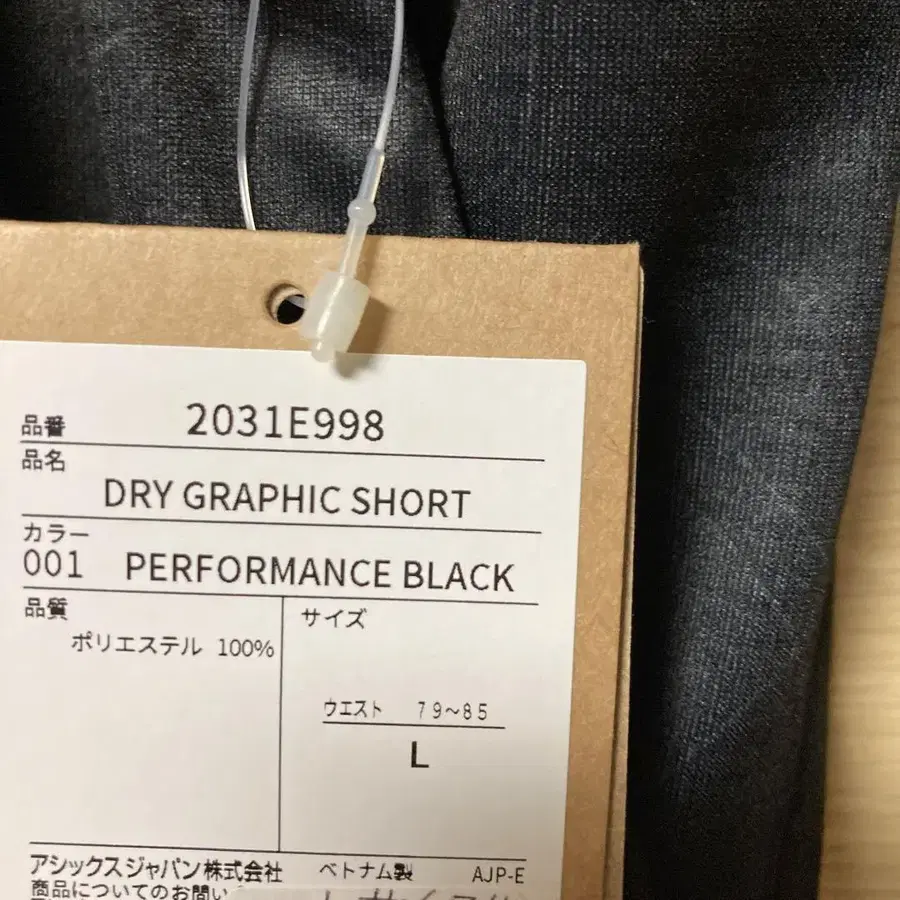 品番 2031E998
品名
DRY GRAPHIC SHORT
カラー
001 PERFORMANCE BLACK
品質
ポリエステル 100%
サイズ
ウエスト 79~85
L
アシックスジャパン株式会社 ベトナム製 AJP-E
商品についてのお問い